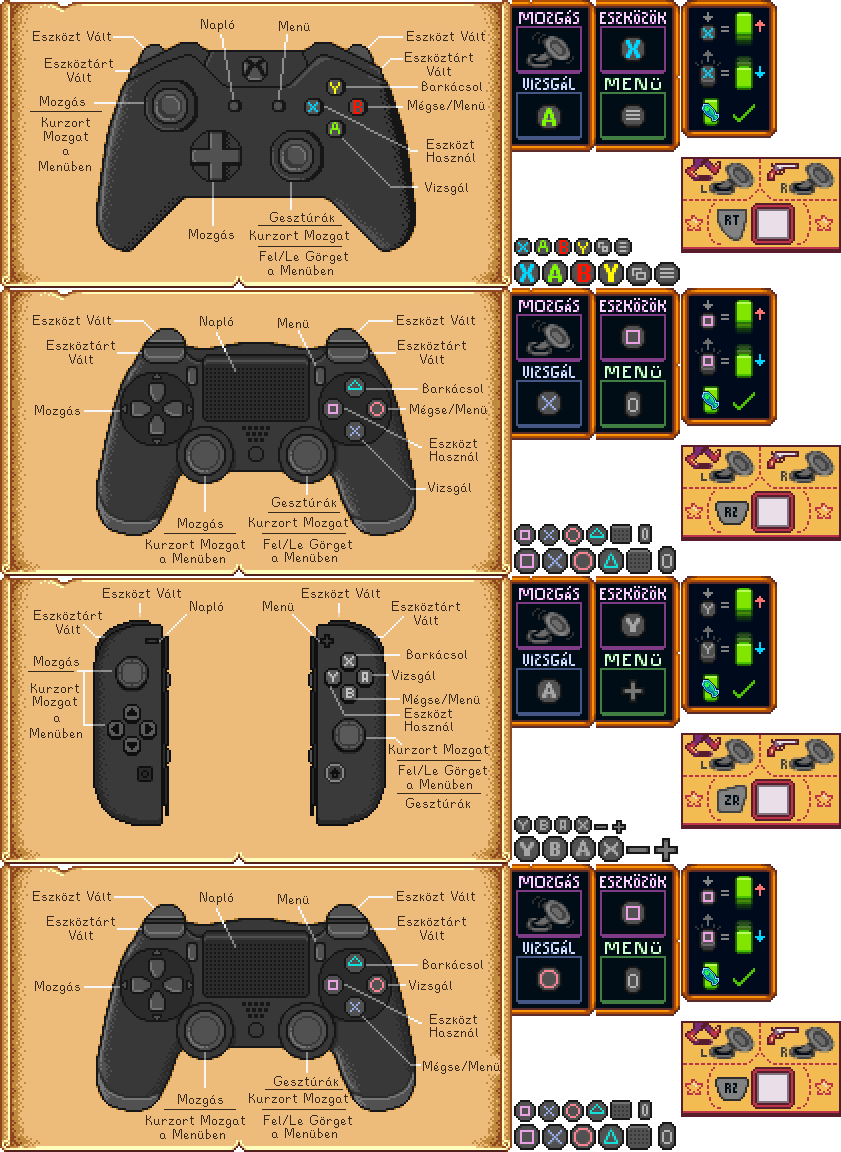 Napló
Menü
Eszközt Vált
Eszközt Vált
Eszköztárt
Vált
Eszköztárt
Vált
Barkácsol
Mozgás
Mégse/Menü
Kurzort
Mozgat
a
Menüben
Eszközt
Használ
Vizsgál
Mozgás
Gesztúrák
Kurzort Mozgat
Fel/Le Görget
a Menüben
Y
X
B
A
MOZGÁS
ESZKÖZÖK
X
VIZSGÁL
MENÜ
A
X
=
X
=
L
R
RT
X A B Y
X A B Y
Eszközt Vált
Napló
Menü
Eszközt Vált
Eszköztárt
Vált
Eszköztárt
Vált
Barkácsol
Mozgás
Mégse/Menü
Eszközt
Használ
Vizsgál
Mozgás
Kurzort Mozgat
a Menüben
Gesztúrák
Kurzort Mozgat
Fel/Le Görget
a Menüben
MOZGÁS
ESZKÖZÖK
VIZSGÁL
MENÜ
=
=
L
R
R2
Eszközt Vált
Eszközt Vált
Eszköztárt
Vált
Napló
Menü
Eszköztárt
Vált
Mozgás
Kurzort
Mozgat
a
Menüben
Barkácsol
Vizsgál
Mégse/Menü
Eszközt
Használ
Kurzort Mozgat
Fel/Le Görget
a Menüben
Gesztúrák
X
Y
A
B
MOZGÁS
ESZKÖZÖK
Y
VIZSGÁL
MENÜ
A
+
Y
=
Y
=
L
R
ZR
Y B A X − +
Y B A X − +
Eszközt Vált
Napló
Menü
Eszközt Vált
Eszköztárt
Vált
Eszköztárt
Vált
Barkácsol
Mozgás
Vizsgál
Eszközt
Használ
Mégse/Menü
Mozgás
Kurzort Mozgat
a Menüben
Gesztúrák
Kurzort Mozgat
Fel/Le Görget
a Menüben
MOZGÁS
ESZKÖZÖK
VIZSGÁL
MENÜ
=
=
L
R
R2